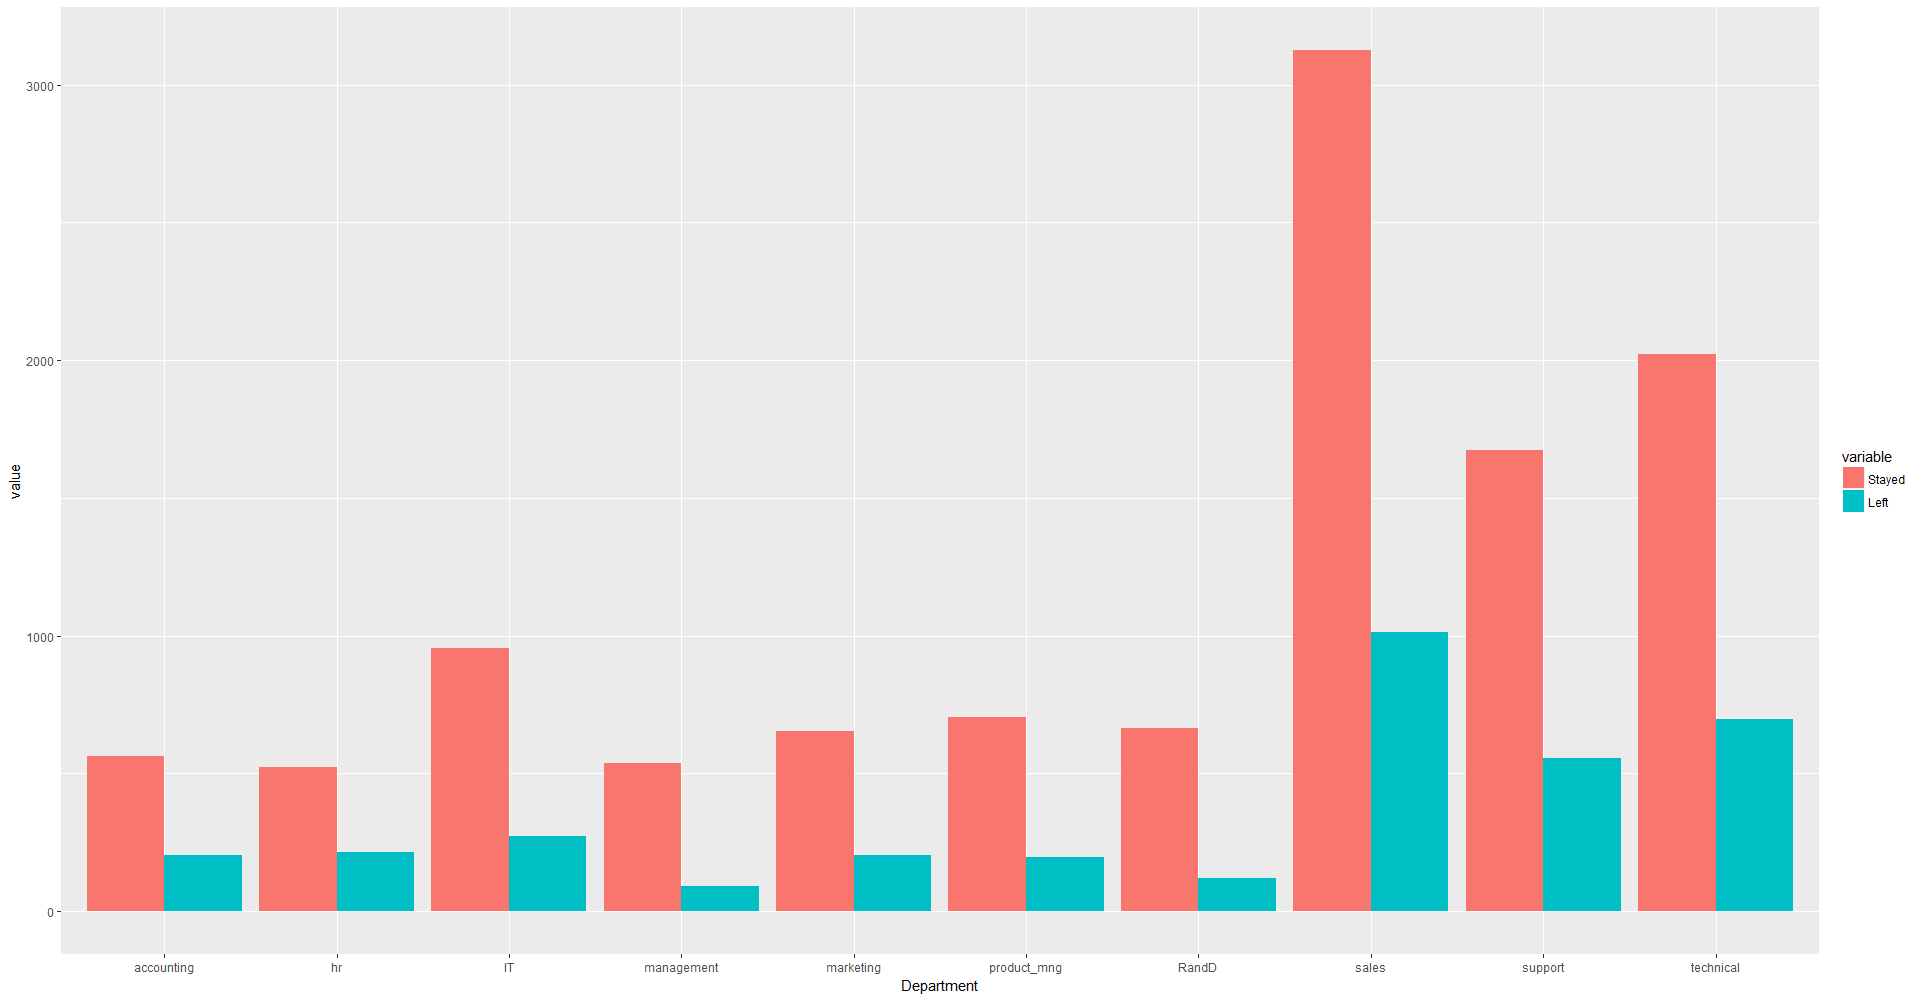 3000
2000
1000
0
value
accounting hr IT management marketing product_mng RandD sales support technical
Department
variable
Stayed
Left